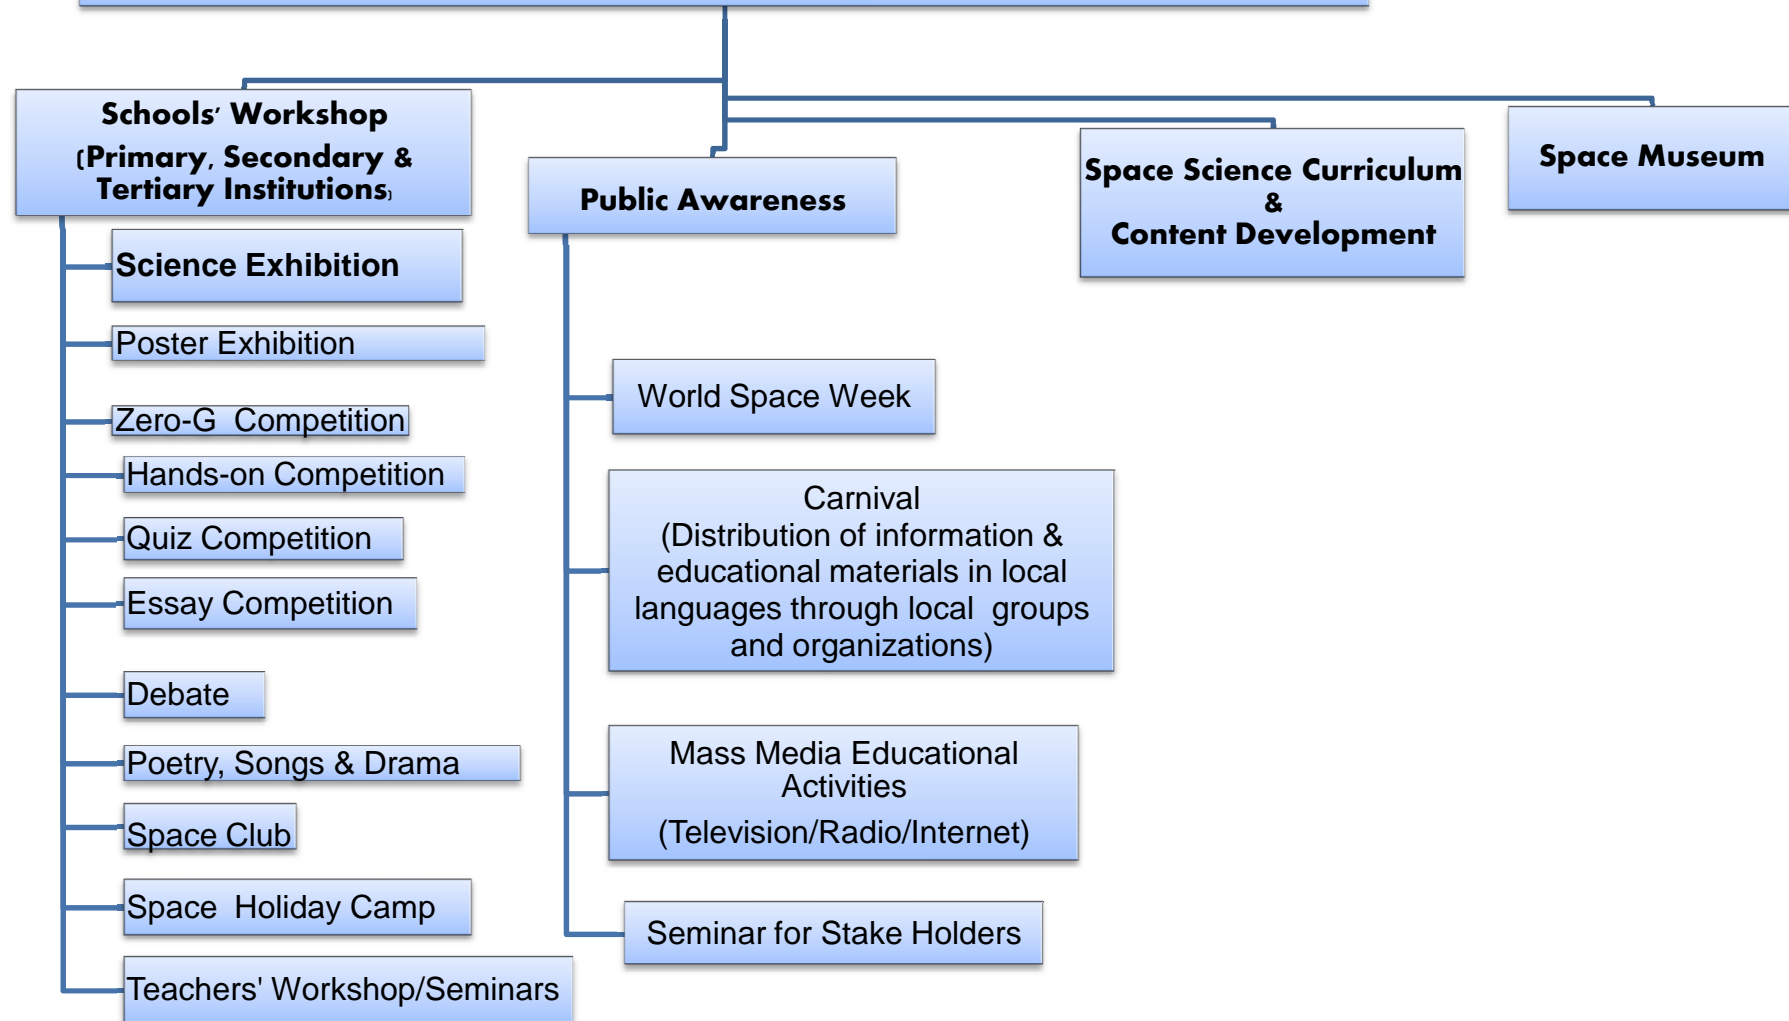 Schools' Workshop
(Primary, Secondary &
Tertiary Institutions)
Science Exhibition
Poster Exhibition
Zero-G Competition
Hands-on Competition
Quiz Competition
Essay Competition
Debate
Poetry, Songs & Drama
Space Club
Space Holiday Camp
Teachers' Workshop/Seminars
Public Awareness
World Space Week
Carnival
(Distribution of information &
educational materials in local
languages through local groups
and organizations)
Mass Media Educational
Activities
(Television/Radio/Internet)
Seminar for Stake Holders
Space Science Curriculum
&
Content Development
Space Museum